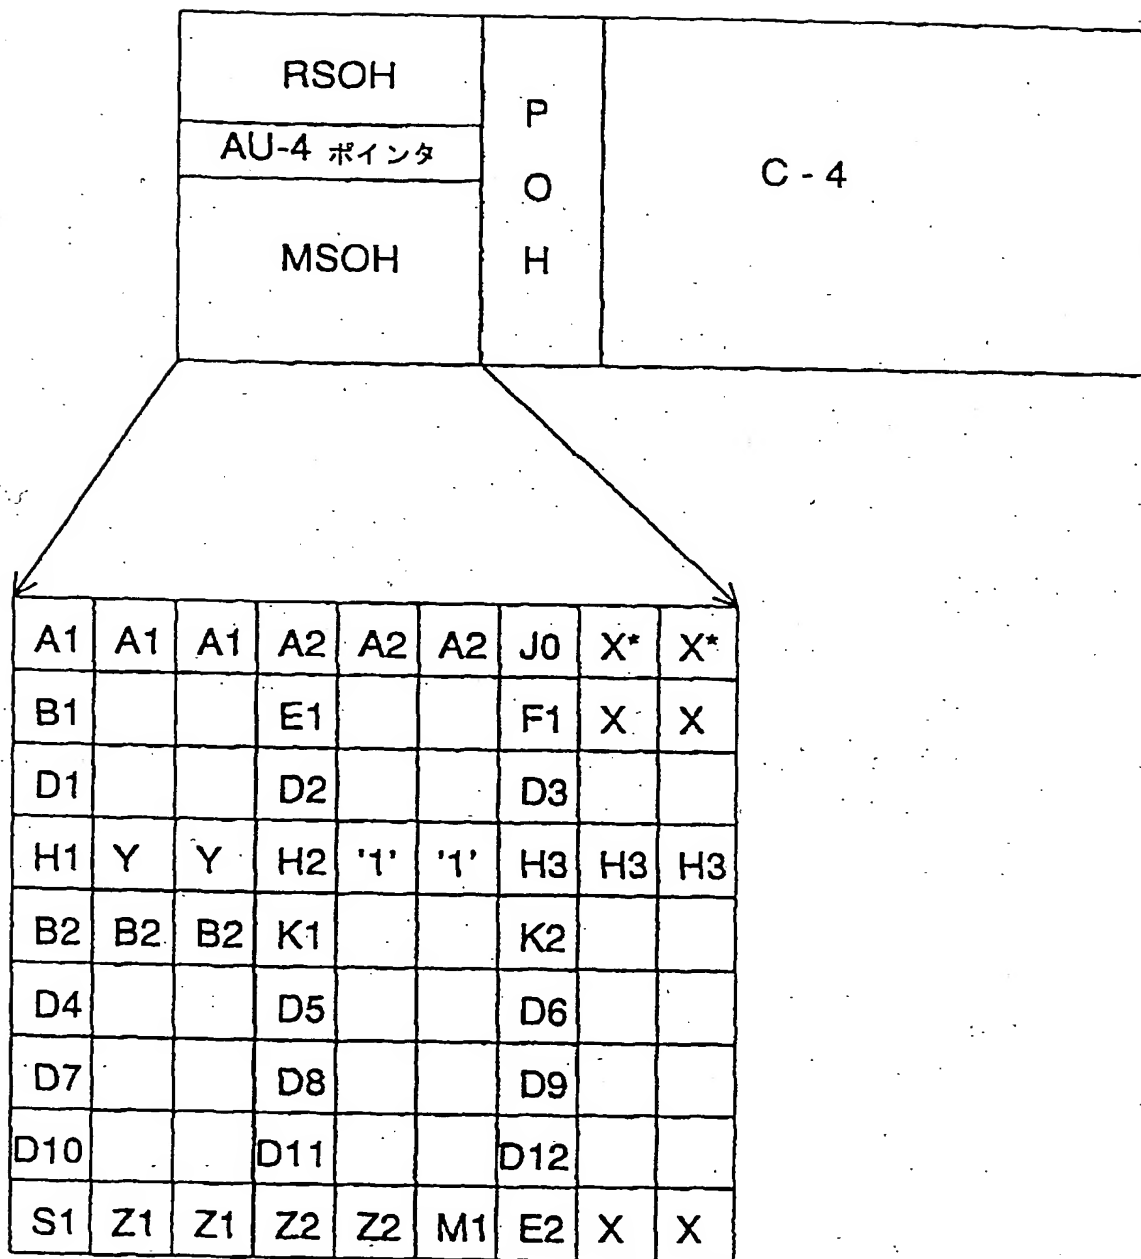 RSOH
AU-4 ポインタ
MSOH
P
O
H
C - 4
A1 A1 A1 A2 A2 A2 J0 X* X*
B1 E1 F1 X X
D1 D2 D3
H1 Y Y H2 '1' '1' H3 H3 H3
B2 B2 B2 K1 K2
D4 D5 D6
D7 D8 D9
D10 D11 D12
S1 Z1 Z1 Z2 Z2 M1 E2 X X